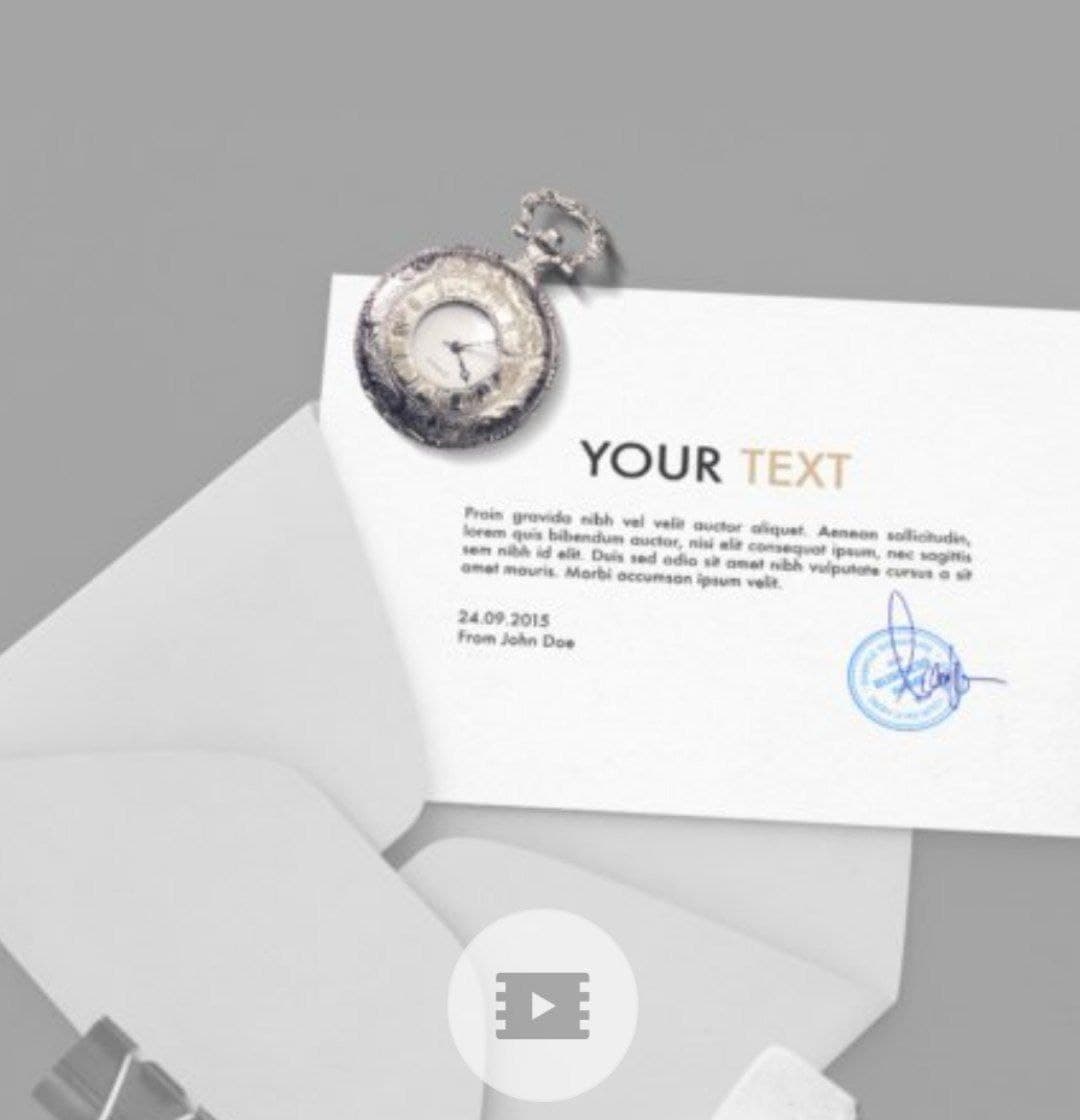 YOUR TEXT
Proin gravida nibh vel velit auctor aliquet. Aenean sollicitudin,
lorem quis bibendum auctor, nisi elit consequat ipsum, nec sagittis
sem nibh id elit. Duis sed odio sit amet nibh vulputate cursus a sit
amet mauris. Morbi accumsan ipsum velit.
24.09.2015
From John Doe